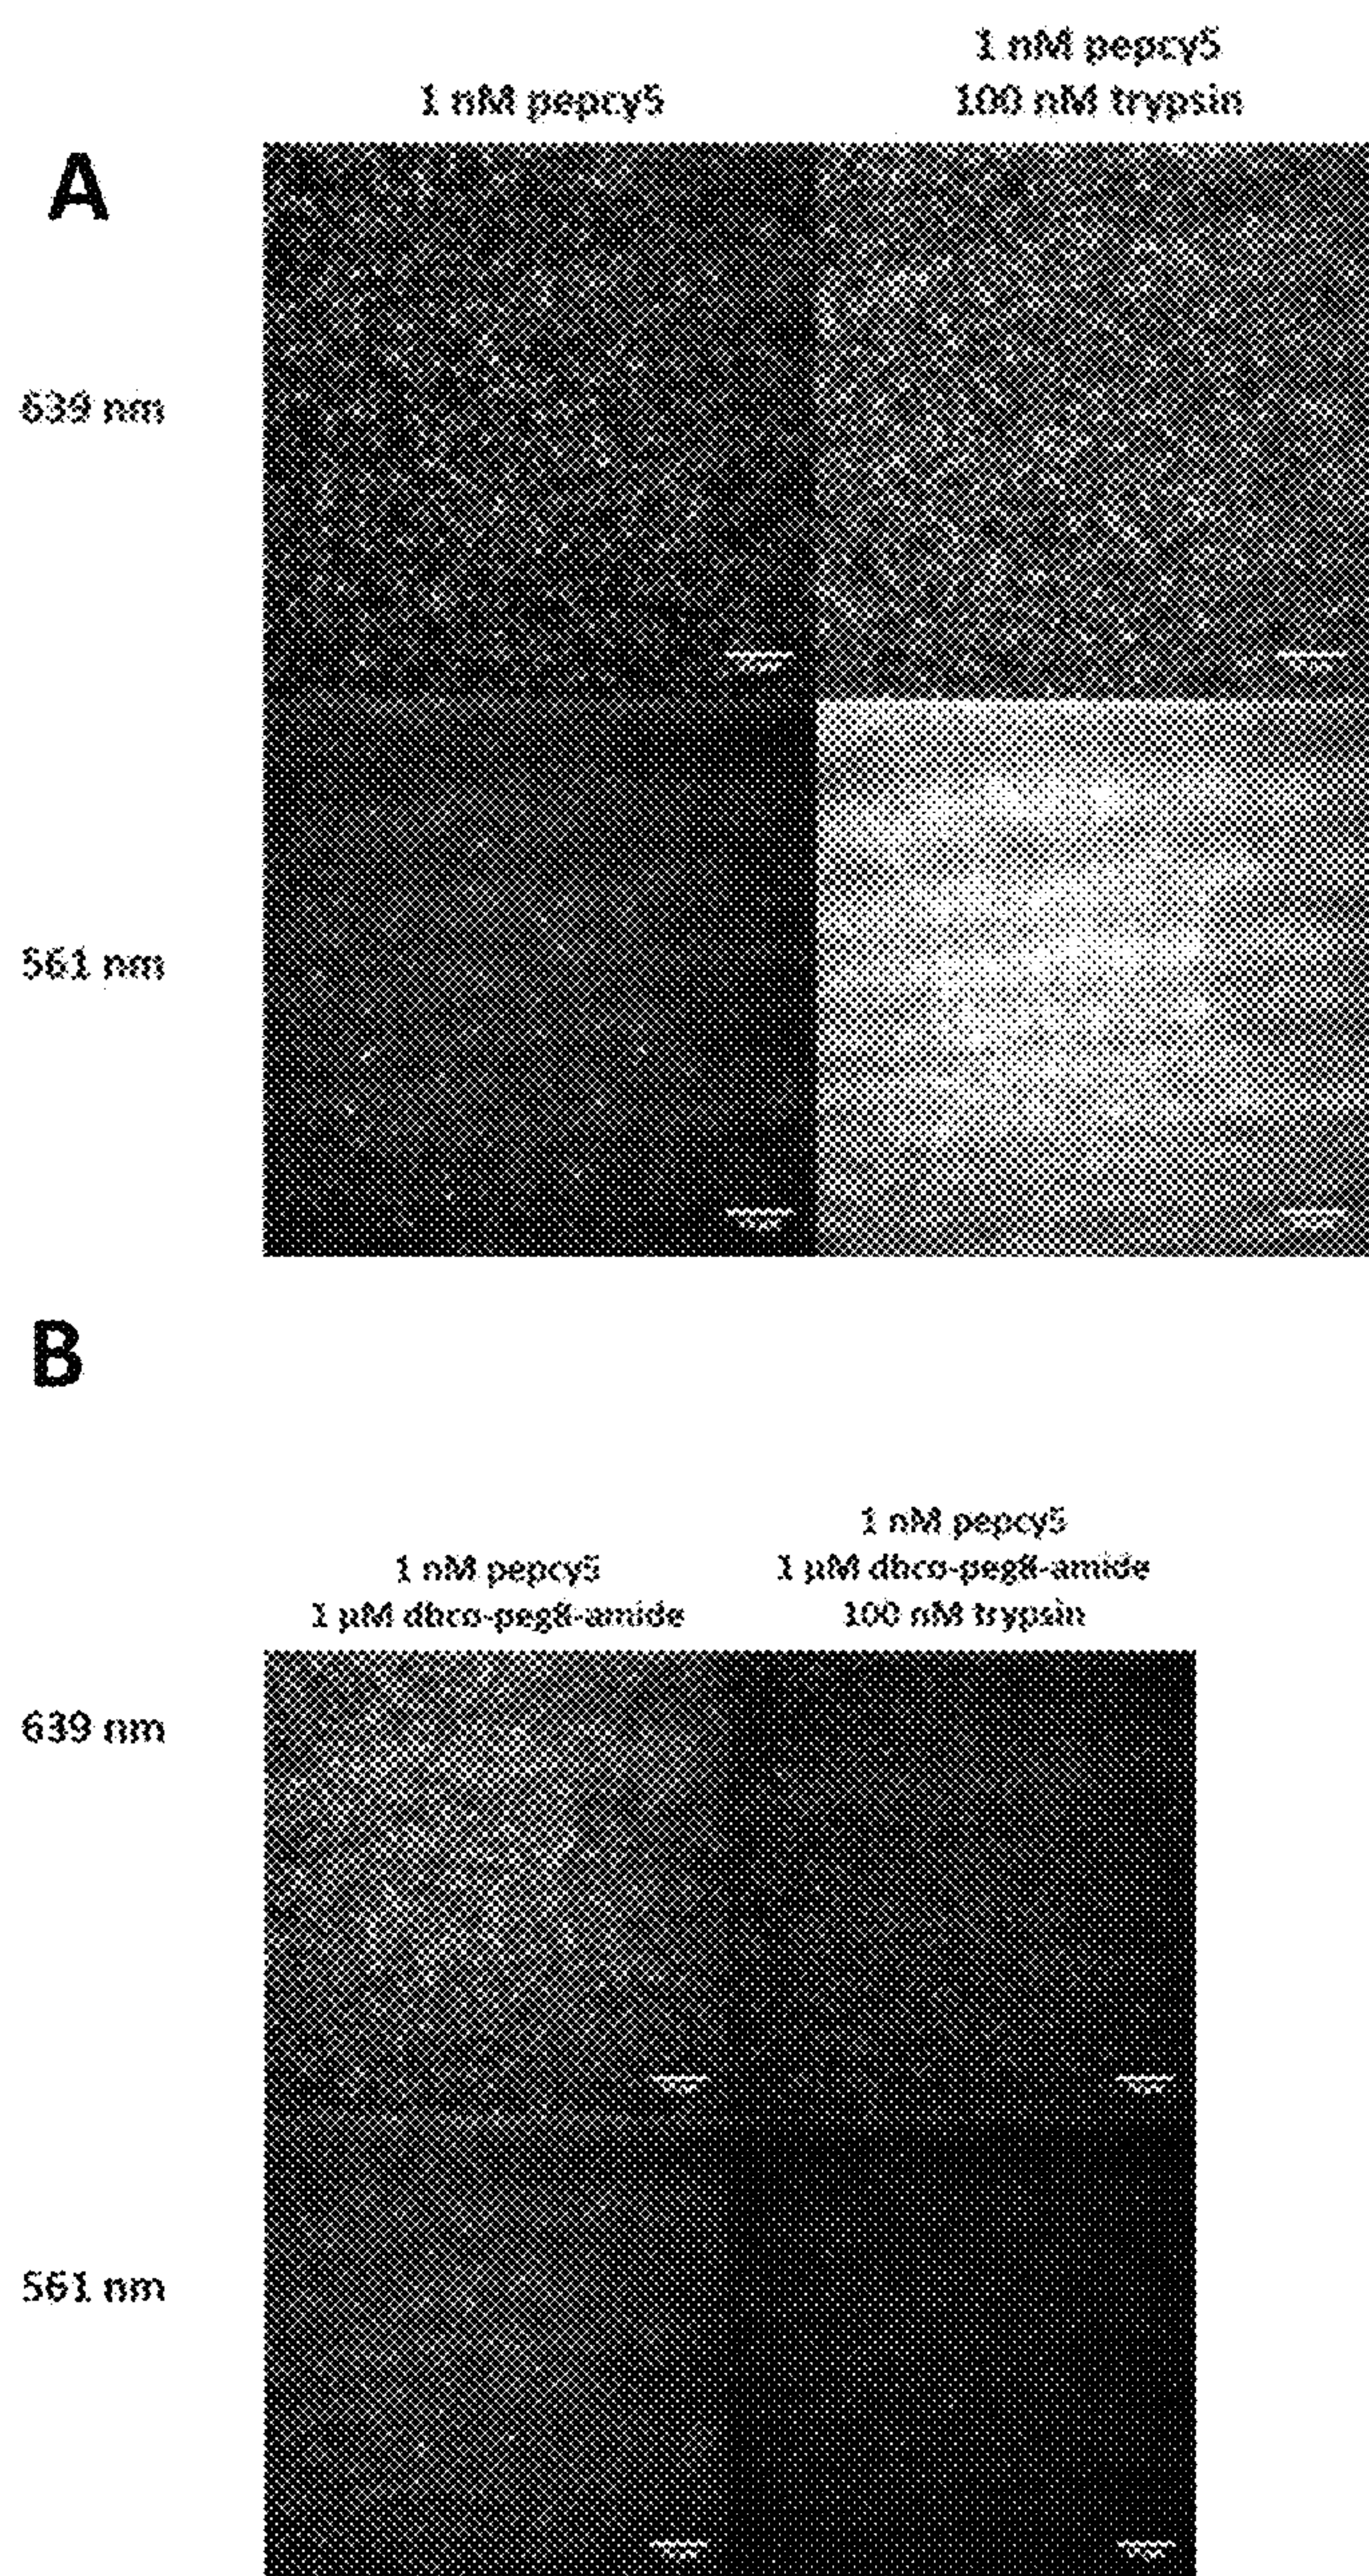 1 nM pepcy5
1 nM pepcy5
100 nM trypsin
A
639 nm
561 nm
B
1 nM pepcy5
1 µM dbco-peg8-amide
1 nM pepcy5
1 µM dbco-peg8-amide
100 nM trypsin
639 nm
561 nm